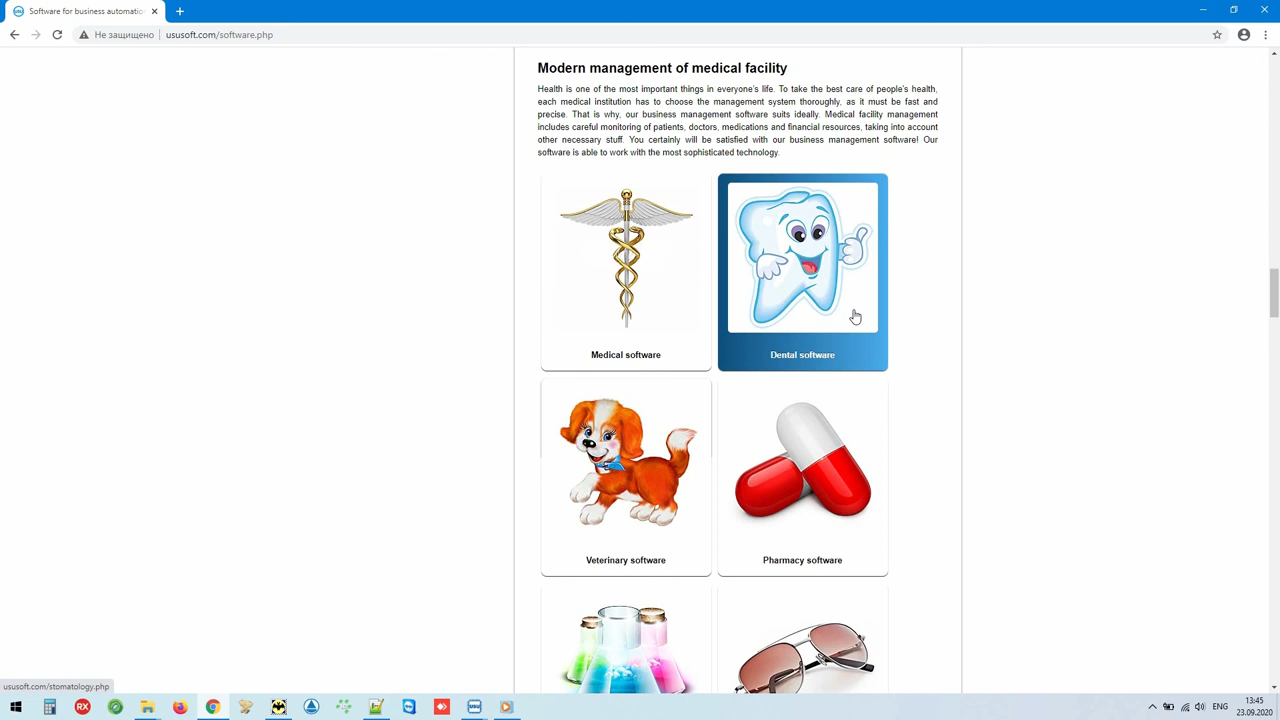 Software for business automation
Не защищено
ususoft.com/software.php
Modern management of medical facility
Health is one of the most important things in everyone's life. To take the best care of people's health,
each medical institution has to choose the management system thoroughly, as it must be fast and
precise. That is why, our business management software suits ideally. Medical facility management
includes careful monitoring of patients, doctors, medications and financial resources, taking into account
other necessary stuff. You certainly will be satisfied with our business management software! Our
software is able to work with the most sophisticated technology.
Medical software
Dental software
Veterinary software
Pharmacy software
ususoft.com/stomatology.php
RX
USU
ENG
13:45
23.09.2020